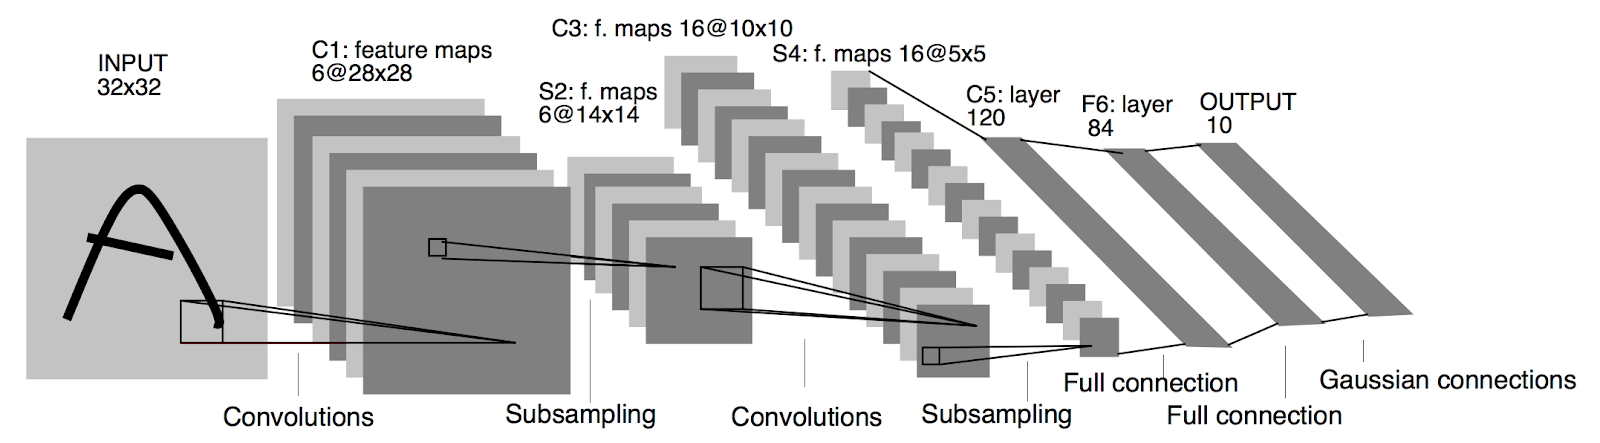 INPUT
32x32
C1: feature maps
6@28x28
S2: f. maps
6@14x14
C3: f. maps 16@10x10
S4: f. maps 16@5x5
C5: layer
120
F6: layer
84
OUTPUT
10
Convolutions
Subsampling
Convolutions
Subsampling
Full connection
Full connection
Gaussian connections